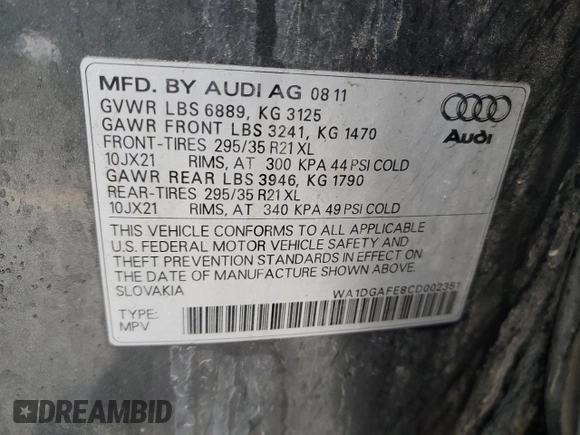 MFD. BY AUDI AG 08 11
GVWR LBS 6889, KG 3125
GAWR FRONT LBS 3241, KG 1470
FRONT-TIRES 295/35 R21 XL
10JX21 RIMS, AT 300 KPA 44 PSI COLD
GAWR REAR LBS 3946, KG 1790
REAR-TIRES 295/35 R21 XL
10JX21 RIMS, AT 340 KPA 49 PSI COLD
Audi
THIS VEHICLE CONFORMS TO ALL APPLICABLE
U.S. FEDERAL MOTOR VEHICLE SAFETY AND
THEFT PREVENTION STANDARDS IN EFFECT ON
THE DATE OF MANUFACTURE SHOWN ABOVE.
SLOVAKIA
WA1DGAFE8CD002351
TYPE:
MPV
DREAMBID